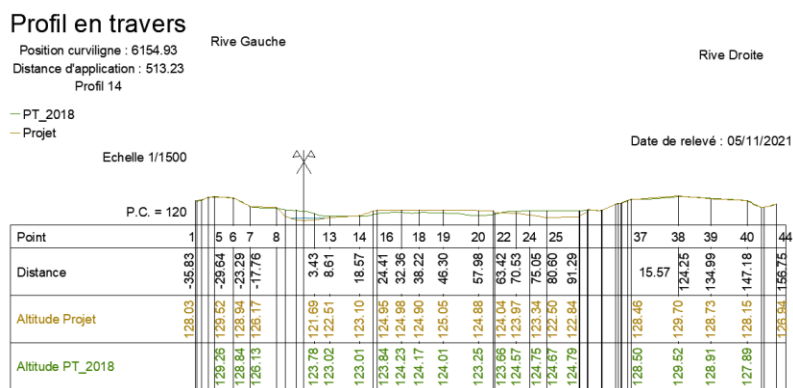 Profil en travers
Position curviligne : 6154.93
Distance d'application : 513.23
Profil 14
Rive Gauche
Rive Droite
PT_2018
Projet
Date de relevé : 05/11/2021
Echelle 1/1500
P.C. = 120
Point 1 5 6 7 8 13 14 16 18 19 20 22 24 25 37 38 39 40 44
Distance -35.83 -29.64 -23.29 -17.76 3.43 8.61 18.57 24.41 32.36 38.22 46.30 57.98 63.42 70.53 75.05 80.60 91.29 15.57 124.25 134.99 147.18 156.75
Altitude Projet 128.03 129.52 128.94 126.17 121.69 122.51 123.10 124.95 124.98 124.90 125.05 124.88 124.04 123.97 123.34 122.50 122.84 128.46 129.70 128.73 128.15 126.94
Altitude PT_2018 129.26 128.84 126.13 123.78 123.02 123.01 123.84 124.23 124.17 124.01 123.25 123.66 124.57 124.75 124.67 124.79 128.50 129.52 128.91 127.89